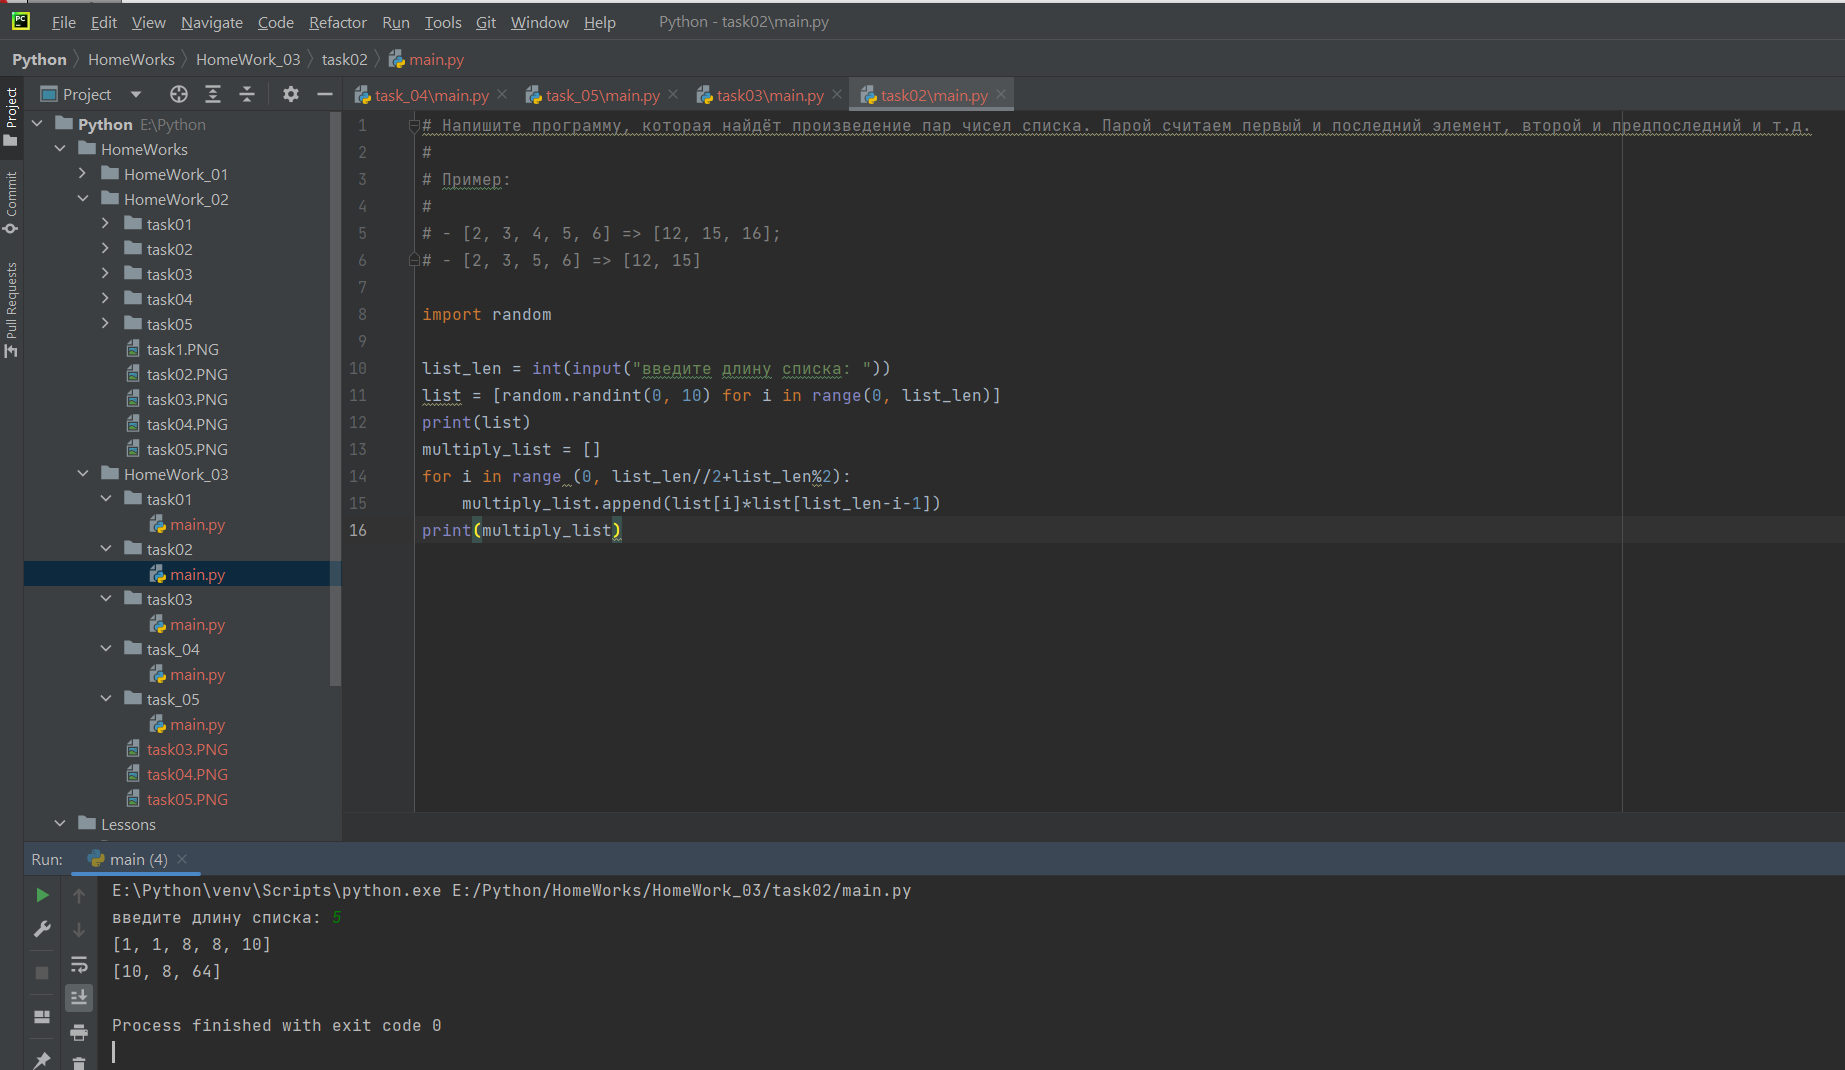 File Edit View Navigate Code Refactor Run Tools Git Window Help Python - task02\main.py
Python HomeWorks HomeWork_03 task02 main.py
Project
Commit
Pull Requests
Project
task_04\main.py task_05\main.py task03\main.py task02\main.py
Python E:\Python
HomeWorks
HomeWork_01
HomeWork_02
task01
task02
task03
task04
task05
task1.PNG
task02.PNG
task03.PNG
task04.PNG
task05.PNG
HomeWork_03
task01
main.py
task02
main.py
task03
main.py
task_04
main.py
task_05
main.py
task03.PNG
task04.PNG
task05.PNG
Lessons
1 # Напишите программу, которая найдёт произведение пар чисел списка. Парой считаем первый и последний элемент, второй и предпоследний и т.д.
2 #
3 # Пример:
4 #
5 # - [2, 3, 4, 5, 6] => [12, 15, 16];
6 # - [2, 3, 5, 6] => [12, 15]
7
8 import random
9
10 list_len = int(input("введите длину списка: "))
11 list = [random.randint(0, 10) for i in range(0, list_len)]
12 print(list)
13 multiply_list = []
14 for i in range (0, list_len//2+list_len%2):
15 multiply_list.append(list[i]*list[list_len-i-1])
16 print(multiply_list)
Run: main (4)
E:\Python\venv\Scripts\python.exe E:/Python/HomeWorks/HomeWork_03/task02/main.py
введите длину списка: 5
[1, 1, 8, 8, 10]
[10, 8, 64]
Process finished with exit code 0